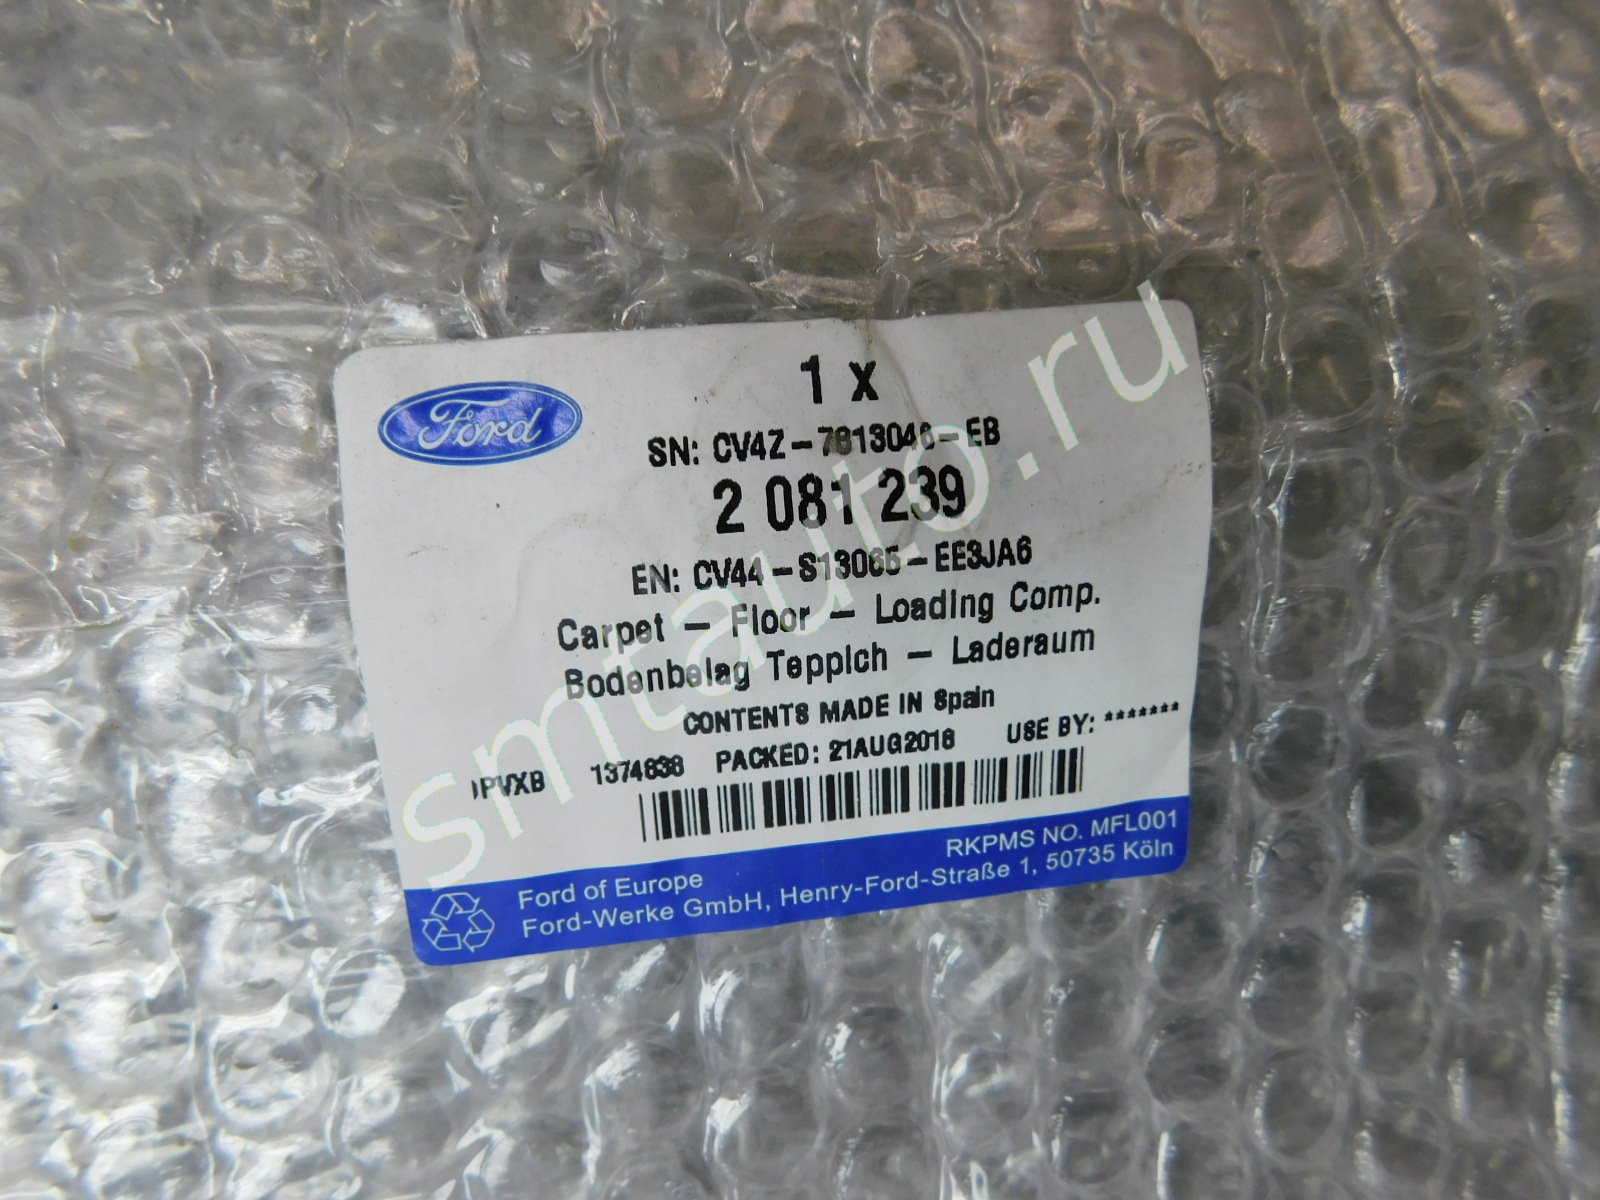 Ford
1 x
SN: CV4Z-7813046-EB
2 081 239
EN: CV44-S13065-EE3JA6
Carpet - Floor - Loading Comp.
Bodenbelag Teppich - Laderaum
CONTENTS MADE IN Spain
1374838 PACKED: 21AUG2018 USE BY: *******
RKPMS NO. MFL001
Ford of Europe
Ford-Werke GmbH, Henry-Ford-Straße 1, 50735 Köln
smtauto.ru